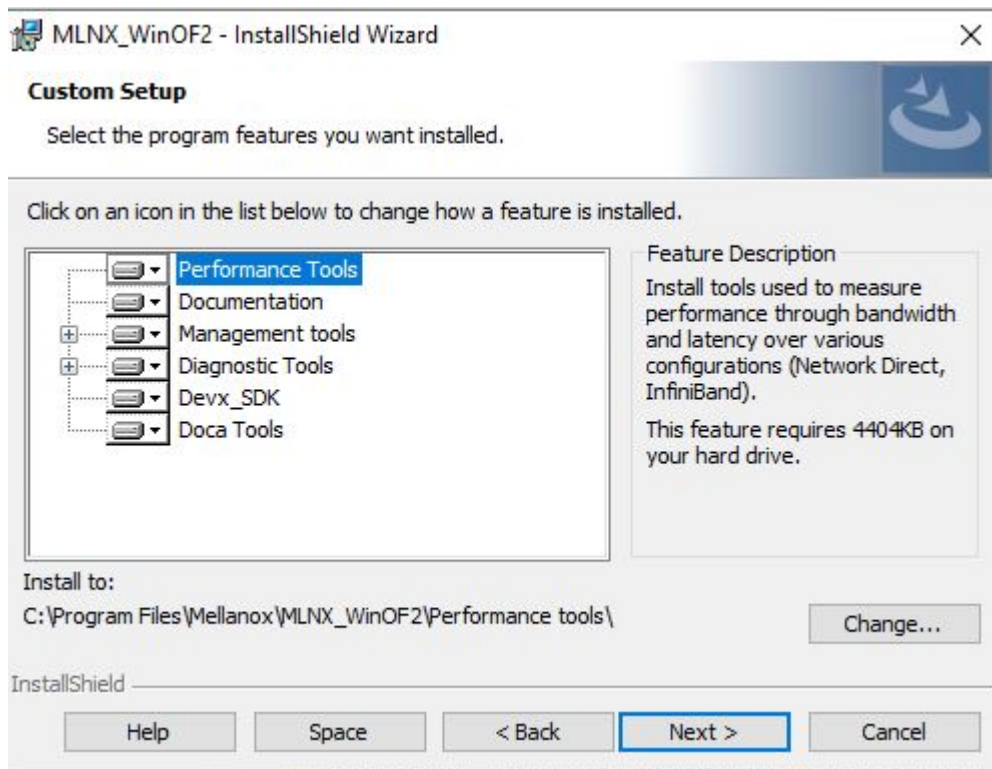 MLNX_WinOF2 - InstallShield Wizard
Custom Setup
Select the program features you want installed.
Click on an icon in the list below to change how a feature is installed.
Performance Tools
Documentation
Management tools
Diagnostic Tools
Devx_SDK
Doca Tools
Feature Description
Install tools used to measure
performance through bandwidth
and latency over various
configurations (Network Direct,
InfiniBand).
This feature requires 4404KB on
your hard drive.
Install to:
C:\Program Files\Mellanox\MLNX_WinOF2\Performance tools\
Change...
InstallShield
Help
Space
< Back
Next >
Cancel